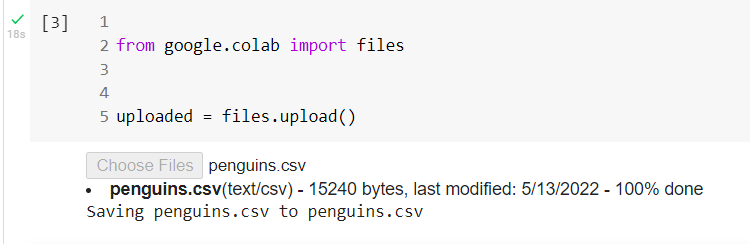 [3]
18s
1
2 from google.colab import files
3
4
5 uploaded = files.upload()
Choose Files penguins.csv
• penguins.csv(text/csv) - 15240 bytes, last modified: 5/13/2022 - 100% done
Saving penguins.csv to penguins.csv